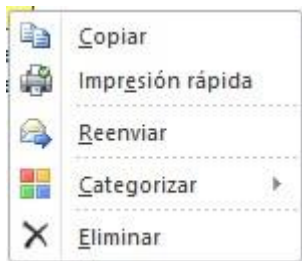 Copiar
Impresión rápida
Reenviar
Categorizar
Eliminar